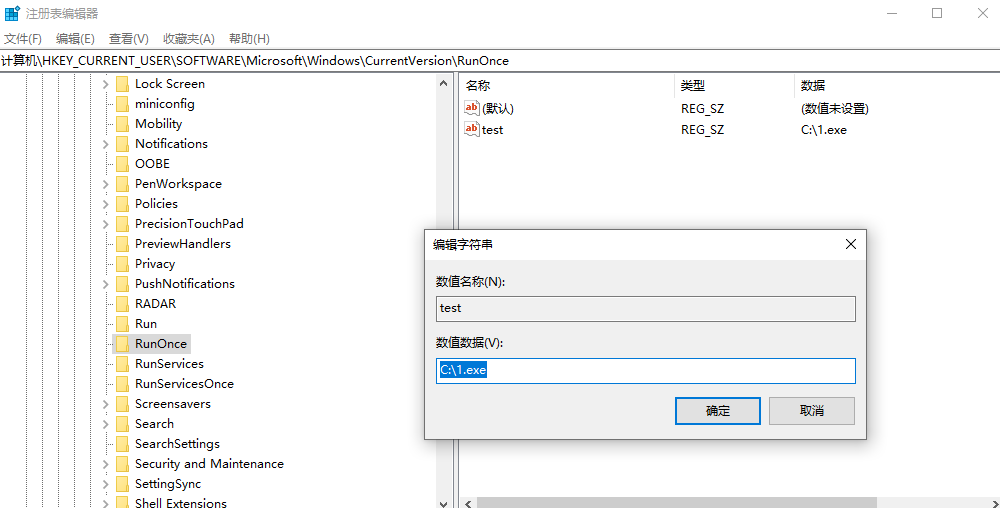 注册表编辑器
文件(F) 编辑(E) 查看(V) 收藏夹(A) 帮助(H)
计算机\HKEY_CURRENT_USER\SOFTWARE\Microsoft\Windows\CurrentVersion\RunOnce
Lock Screen
miniconfig
Mobility
Notifications
OOBE
PenWorkspace
Policies
PrecisionTouchPad
PreviewHandlers
Privacy
PushNotifications
RADAR
Run
RunOnce
RunServices
RunServicesOnce
Screensavers
Search
SearchSettings
Security and Maintenance
SettingSync
Shell Extensions
名称 类型 数据
ab (默认) REG_SZ (数值未设置)
ab test REG_SZ C:\1.exe
编辑字符串
数值名称(N):
test
数值数据(V):
C:\1.exe
确定 取消